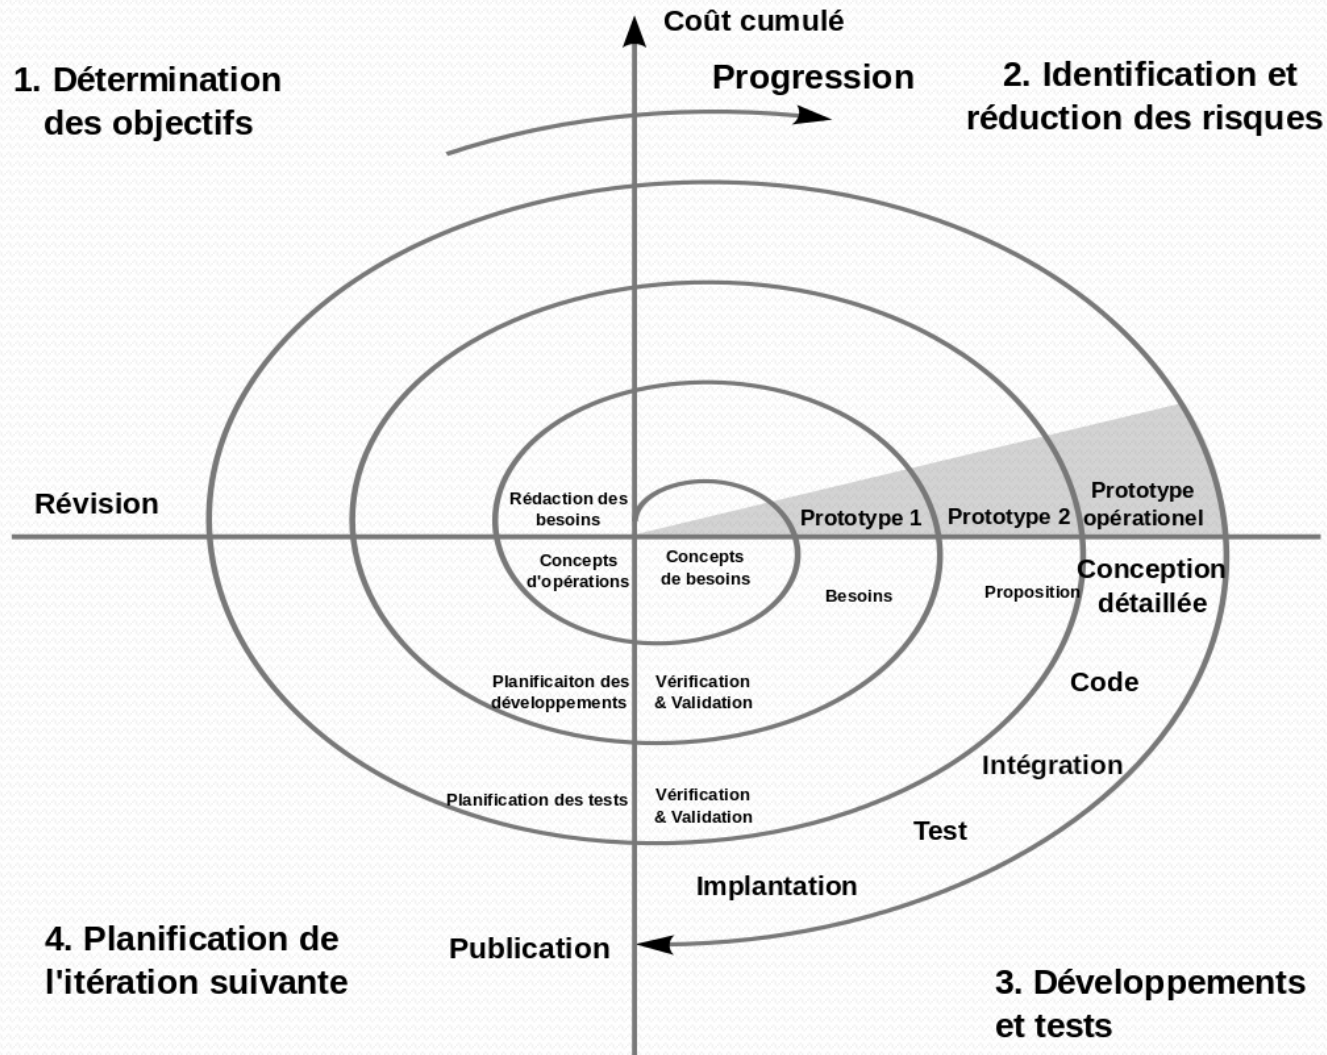 Coût cumulé
Progression
1. Détermination
des objectifs
2. Identification et
réduction des risques
Révision
Rédaction des
besoins
Prototype 1
Prototype 2
Prototype
opérationel
Concepts
d'opérations
Concepts
de besoins
Besoins
Proposition
Conception
détaillée
Planificaiton des
développements
Vérification
& Validation
Code
Intégration
Planification des tests
Vérification
& Validation
Test
Implantation
Publication
4. Planification de
l'itération suivante
3. Développements
et tests